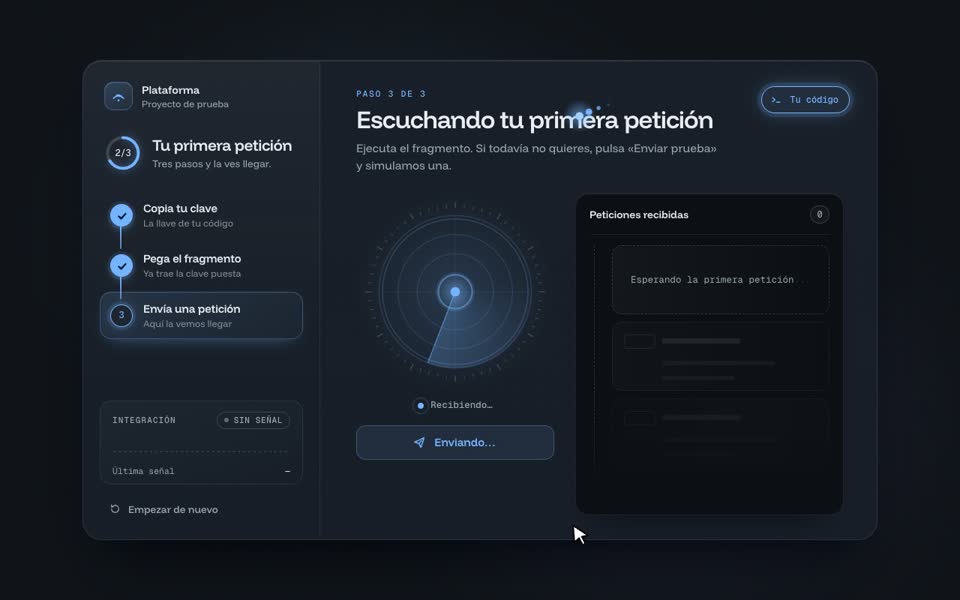 Plataforma
Proyecto de prueba
2/3
Tu primera petición
Tres pasos y la ves llegar.
Copia tu clave
La llave de tu código
Pega el fragmento
Ya trae la clave puesta
3
Envía una petición
Aquí la vemos llegar
INTEGRACIÓN
SIN SEÑAL
Última señal
—
Empezar de nuevo
PASO 3 DE 3
Escuchando tu primera petición
Ejecuta el fragmento. Si todavía no quieres, pulsa «Enviar prueba»
y simulamos una.
>_ Tu código
Recibiendo…
Enviando…
Peticiones recibidas
0
Esperando la primera petición...